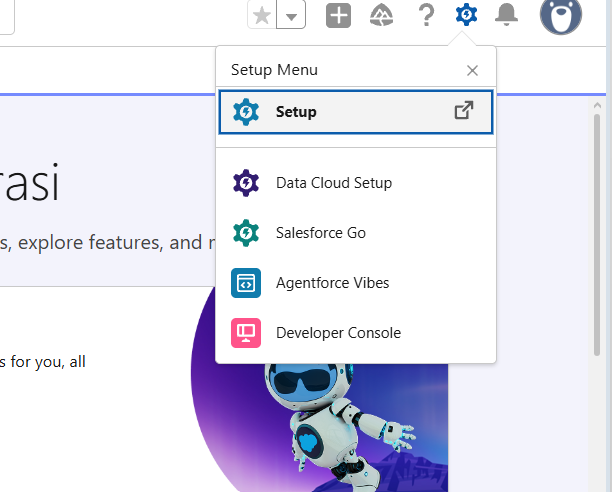 Setup Menu
Setup
Data Cloud Setup
Salesforce Go
Agentforce Vibes
Developer Console
rasi
s, explore features, and
s for you, all